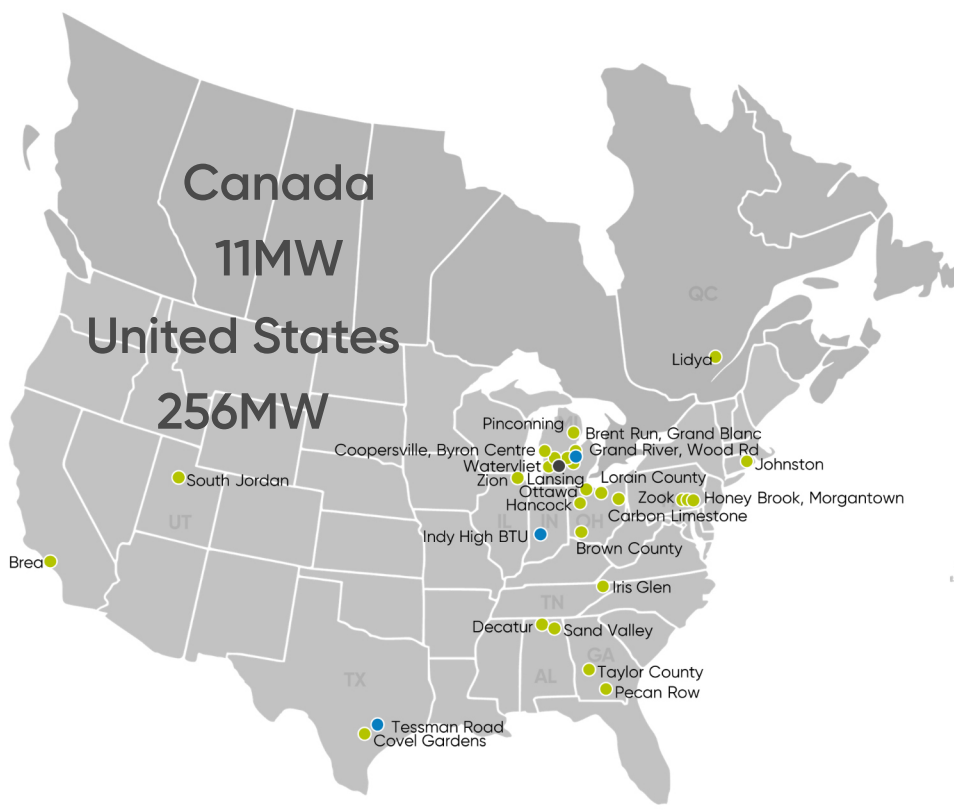 Canada
11MW
United States
256MW
QC
Lidya
Pinconning
MI
Brent Run, Grand Blanc
Coopersville, Byron Centre
Grand River, Wood Rd
Watervliet
Johnston
Zion
Lansing
Lorain County
South Jordan
Ottawa
Zook
Honey Brook, Morgantown
Hancock
Carbon Limestone
UT
IL
IN
OH
Indy High BTU
Brown County
Brea
Iris Glen
TN
Decatur
Sand Valley
GA
Taylor County
TX
AL
Pecan Row
Tessman Road
Covel Gardens